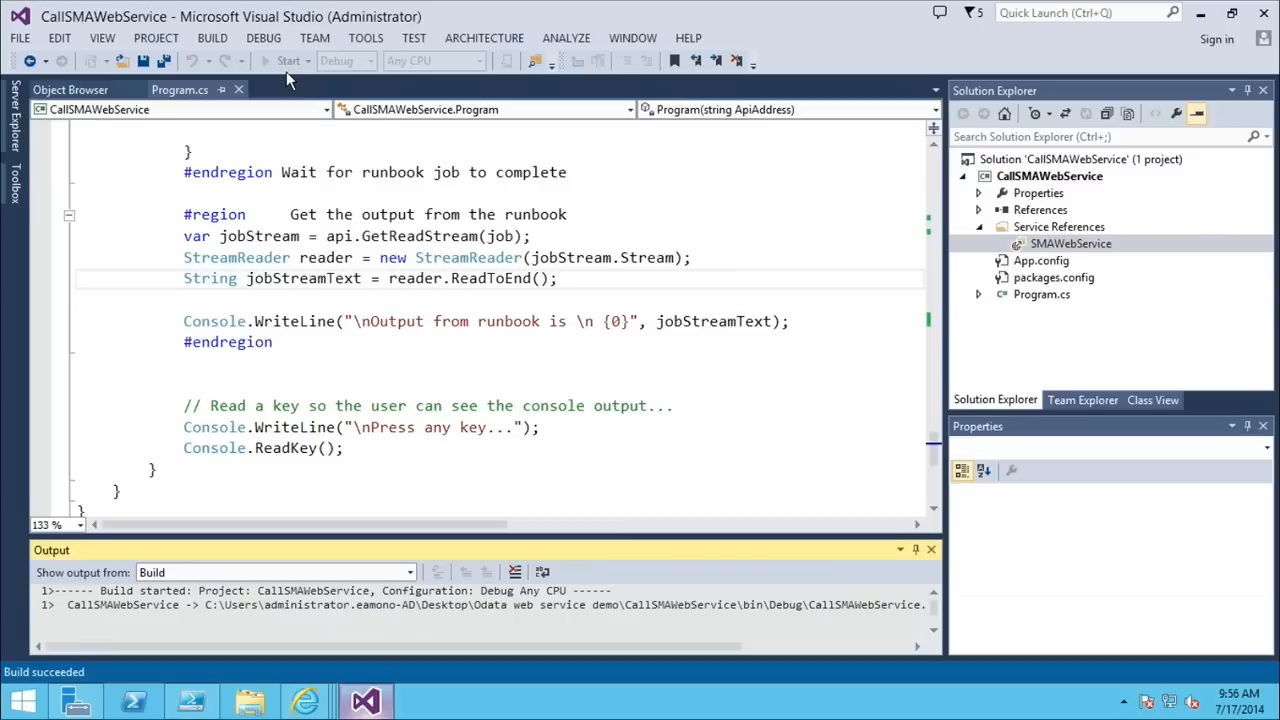 CallSMAWebService - Microsoft Visual Studio (Administrator)
5
Quick Launch (Ctrl+Q)
FILE EDIT VIEW PROJECT BUILD DEBUG TEAM TOOLS TEST ARCHITECTURE ANALYZE WINDOW HELP
Sign in
Start Debug Any CPU
Server Explorer
Toolbox
Object Browser Program.cs
CallSMAWebService CallSMAWebService.Program Program(string ApiAddress)
}
#endregion Wait for runbook job to complete
#region Get the output from the runbook
var jobStream = api.GetReadStream(job);
StreamReader reader = new StreamReader(jobStream.Stream);
String jobStreamText = reader.ReadToEnd();
Console.WriteLine("\nOutput from runbook is \n {0}", jobStreamText);
#endregion
// Read a key so the user can see the console output...
Console.WriteLine("\nPress any key...");
Console.ReadKey();
}
}
}
133 %
Solution Explorer
Search Solution Explorer (Ctrl+;)
Solution 'CallSMAWebService' (1 project)
CallSMAWebService
Properties
References
Service References
SMAWebService
App.config
packages.config
Program.cs
Solution Explorer Team Explorer Class View
Properties
Output
Show output from: Build
1>------ Build started: Project: CallSMAWebService, Configuration: Debug Any CPU ------
1> CallSMAWebService -> C:\Users\administrator.eamono-AD\Desktop\Odata web service demo\CallSMAWebService\bin\Debug\CallSMAWebService.
Build succeeded
9:56 AM
7/17/2014